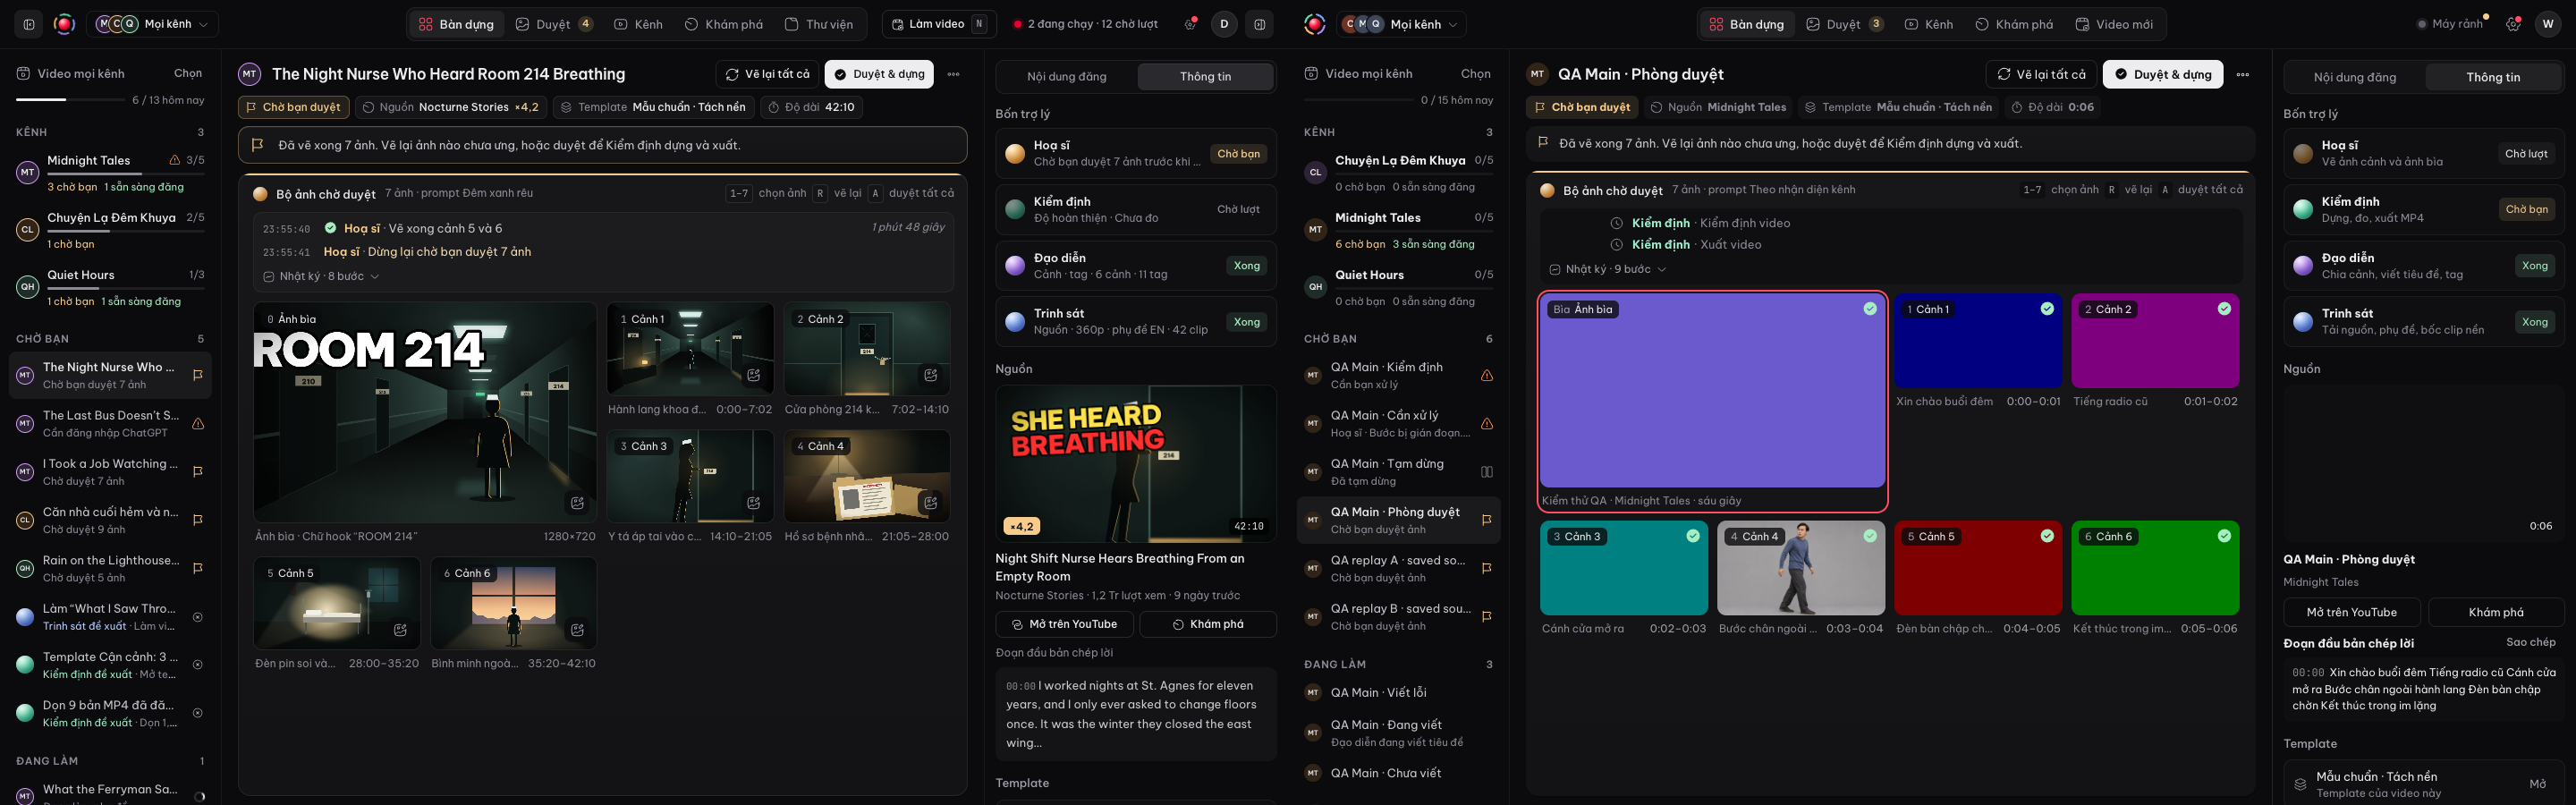 M C Q Mọi kênh
Bàn dựng
Duyệt 4
Kênh
Khám phá
Thư viện
Làm video N
2 đang chạy · 12 chờ lượt
D
Video mọi kênh Chọn
6 / 13 hôm nay
KÊNH 3
MT Midnight Tales 3/5
3 chờ bạn 1 sẵn sàng đăng
CL Chuyện Lạ Đêm Khuya 2/5
1 chờ bạn
QH Quiet Hours 1/3
1 chờ bạn 1 sẵn sàng đăng
CHỜ BẠN 5
MT The Night Nurse Who ...
Chờ bạn duyệt 7 ảnh
MT The Last Bus Doesn't S...
Cần đăng nhập ChatGPT
MT I Took a Job Watching ...
Chờ duyệt 7 ảnh
CL Căn nhà cuối hẻm và n...
Chờ duyệt 9 ảnh
QH Rain on the Lighthouse...
Chờ duyệt 5 ảnh
Làm “What I Saw Thro...
Trinh sát đề xuất · Làm vi...
Template Cận cảnh: 3 ...
Kiểm định đề xuất · Mở te...
Dọn 9 bản MP4 đã đă...
Kiểm định đề xuất · Dọn 1,...
ĐANG LÀM 1
MT What the Ferryman Sa...
MT The Night Nurse Who Heard Room 214 Breathing
Vẽ lại tất cả
Duyệt & dựng
Chờ bạn duyệt
Nguồn Nocturne Stories ×4,2
Template Mẫu chuẩn · Tách nền
Độ dài 42:10
Đã vẽ xong 7 ảnh. Vẽ lại ảnh nào chưa ưng, hoặc duyệt để Kiểm định dựng và xuất.
Bộ ảnh chờ duyệt 7 ảnh · prompt Đêm xanh rêu
1–7 chọn ảnh R vẽ lại A duyệt tất cả
23:55:40 Hoạ sĩ · Vẽ xong cảnh 5 và 6 1 phút 48 giây
23:55:41 Hoạ sĩ · Dừng lại chờ bạn duyệt 7 ảnh
Nhật ký · 8 bước
0 Ảnh bìa
ROOM 214
210
214
Ảnh bìa · Chữ hook “ROOM 214” 1280×720
1 Cảnh 1
Hành lang khoa đ... 0:00–7:02
2 Cảnh 2
214
Cửa phòng 214 k... 7:02–14:10
3 Cảnh 3
214
Y tá áp tai vào c... 14:10–21:05
4 Cảnh 4
Hồ sơ bệnh nhâ... 21:05–28:00
5 Cảnh 5
Đèn pin soi và... 28:00–35:20
6 Cảnh 6
Bình minh ngoà... 35:20–42:10
Nội dung đăng
Thông tin
Bốn trợ lý
Hoạ sĩ
Chờ bạn duyệt 7 ảnh trước khi ...
Chờ bạn
Kiểm định
Độ hoàn thiện · Chưa đo
Chờ lượt
Đạo diễn
Cảnh · tag · 6 cảnh · 11 tag
Xong
Trinh sát
Nguồn · 360p · phụ đề EN · 42 clip
Xong
Nguồn
SHE HEARD
BREATHING
214
×4,2
42:10
Night Shift Nurse Hears Breathing From an
Empty Room
Nocturne Stories · 1,2 Tr lượt xem · 9 ngày trước
Mở trên YouTube
Khám phá
Đoạn đầu bản chép lời
00:00 I worked nights at St. Agnes for eleven
years, and I only ever asked to change floors
once. It was the winter they closed the east
wing...
Template
C M Q Mọi kênh
Bàn dựng
Duyệt 3
Kênh
Khám phá
Video mới
Máy rảnh
W
Video mọi kênh Chọn
0 / 15 hôm nay
KÊNH 3
CL Chuyện Lạ Đêm Khuya 0/5
0 chờ bạn 0 sẵn sàng đăng
MT Midnight Tales 0/5
6 chờ bạn 3 sẵn sàng đăng
QH Quiet Hours 0/5
0 chờ bạn 0 sẵn sàng đăng
CHỜ BẠN 6
MT QA Main · Kiểm định
Cần bạn xử lý
MT QA Main · Cần xử lý
Hoạ sĩ · Bước bị gián đoạn....
MT QA Main · Tạm dừng
Đã tạm dừng
MT QA Main · Phòng duyệt
Chờ bạn duyệt ảnh
MT QA replay A · saved so...
Chờ bạn duyệt ảnh
MT QA replay B · saved sou...
Chờ bạn duyệt ảnh
ĐANG LÀM 3
MT QA Main · Viết lỗi
MT QA Main · Đang viết
Đạo diễn đang viết tiêu đề
MT QA Main · Chưa viết
MT QA Main · Phòng duyệt
Vẽ lại tất cả
Duyệt & dựng
Chờ bạn duyệt
Nguồn Midnight Tales
Template Mẫu chuẩn · Tách nền
Độ dài 0:06
Đã vẽ xong 7 ảnh. Vẽ lại ảnh nào chưa ưng, hoặc duyệt để Kiểm định dựng và xuất.
Bộ ảnh chờ duyệt 7 ảnh · prompt Theo nhận diện kênh
1–7 chọn ảnh R vẽ lại A duyệt tất cả
Kiểm định · Kiểm định video
Kiểm định · Xuất video
Nhật ký · 9 bước
Bìa Ảnh bìa
Kiểm thử QA · Midnight Tales · sáu giây
1 Cảnh 1
Xin chào buổi đêm 0:00–0:01
2 Cảnh 2
Tiếng radio cũ 0:01–0:02
3 Cảnh 3
Cánh cửa mở ra 0:02–0:03
4 Cảnh 4
Bước chân ngoài ... 0:03–0:04
5 Cảnh 5
Đèn bàn chập ch... 0:04–0:05
6 Cảnh 6
Kết thúc trong im... 0:05–0:06
Nội dung đăng
Thông tin
Bốn trợ lý
Hoạ sĩ
Vẽ ảnh cảnh và ảnh bìa
Chờ lượt
Kiểm định
Dựng, đo, xuất MP4
Chờ bạn
Đạo diễn
Chia cảnh, viết tiêu đề, tag
Xong
Trinh sát
Tải nguồn, phụ đề, bốc clip nền
Xong
Nguồn
0:06
QA Main · Phòng duyệt
Midnight Tales
Mở trên YouTube
Khám phá
Đoạn đầu bản chép lời Sao chép
00:00 Xin chào buổi đêm Tiếng radio cũ Cánh cửa
mở ra Bước chân ngoài hành lang Đèn bàn chập
chờn Kết thúc trong im lặng
Template
Mẫu chuẩn · Tách nền
Template của video này
Mở